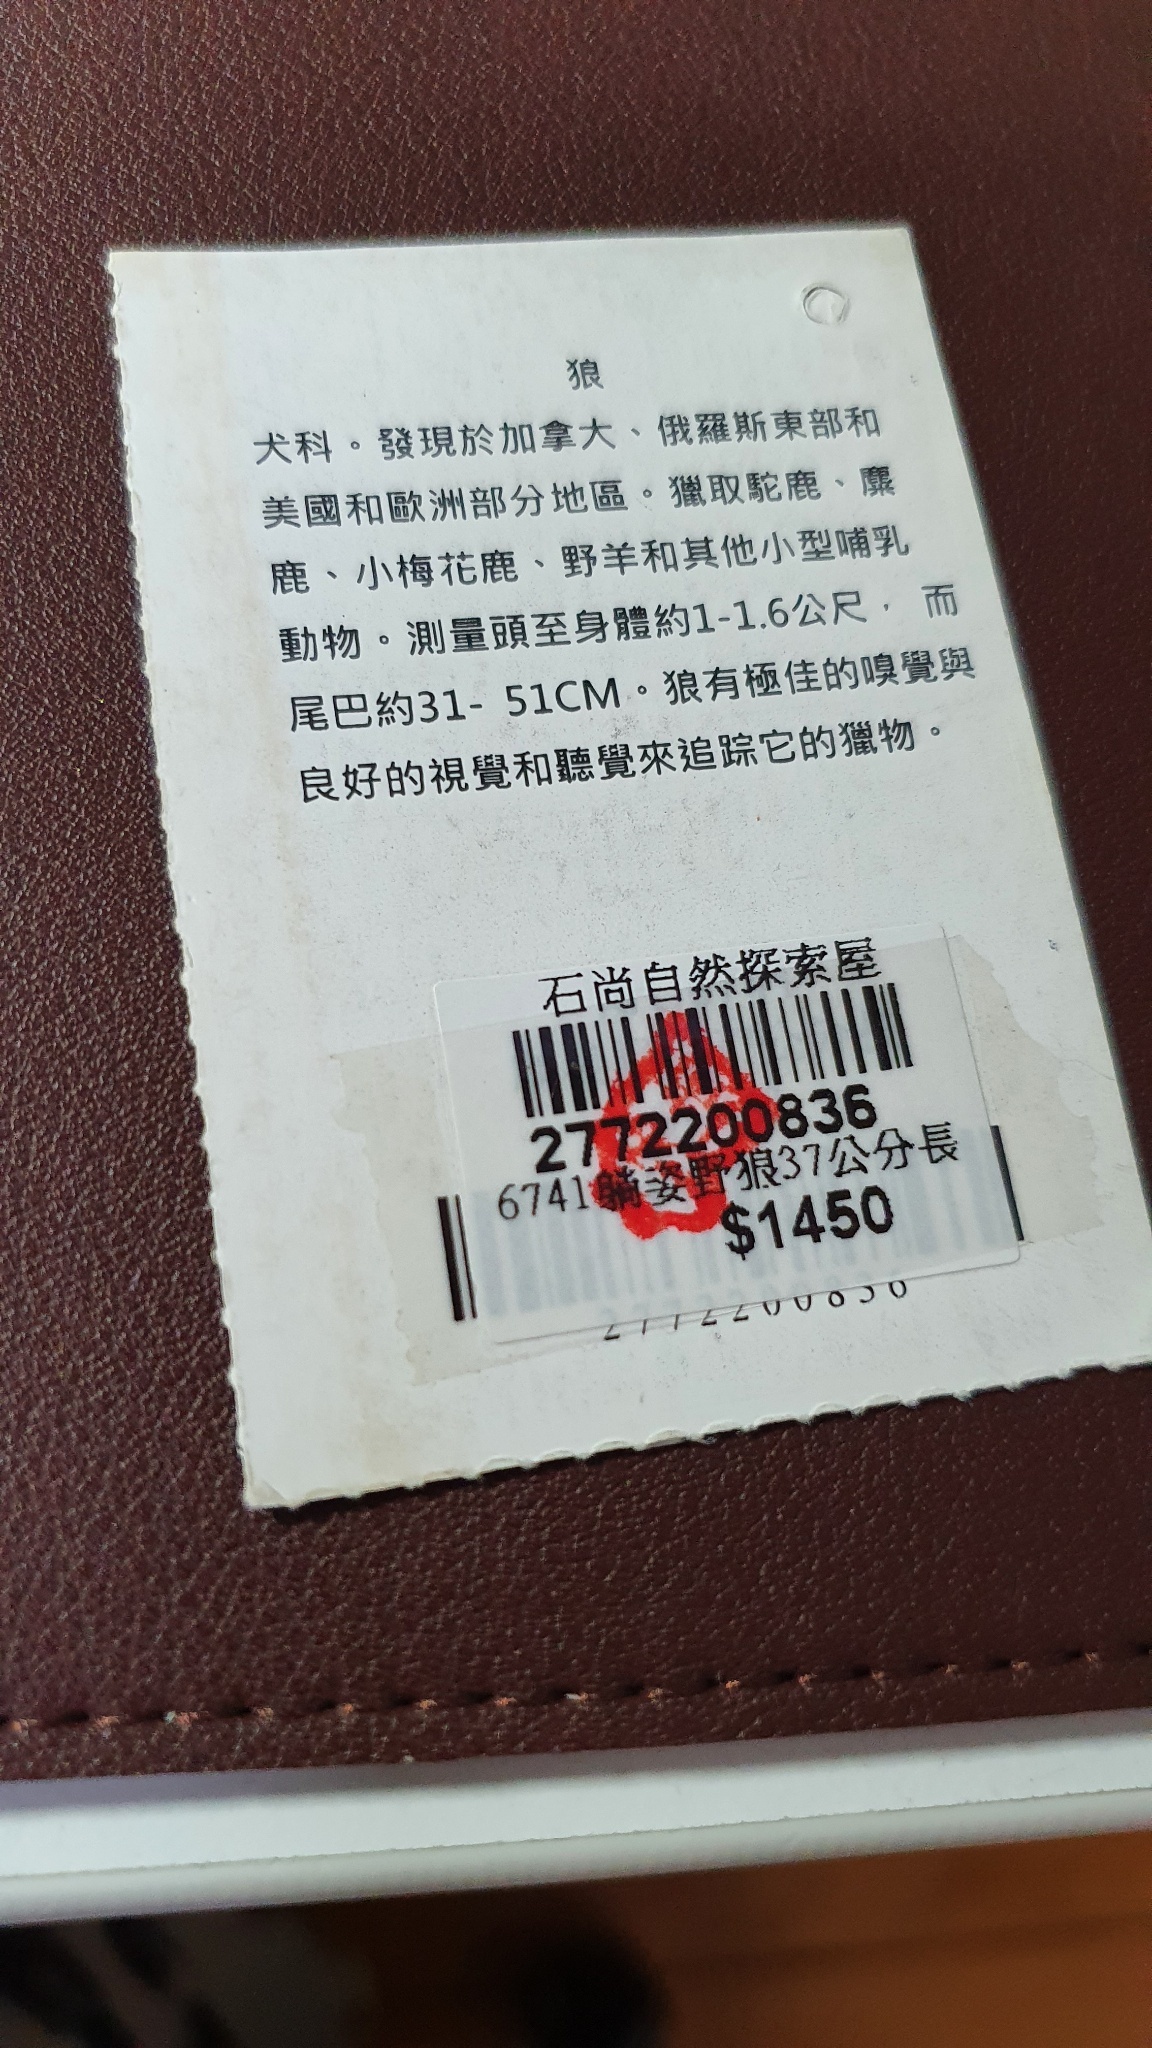 狼
犬科。發現於加拿大、俄羅斯東部和
美國和歐洲部分地區。獵取駝鹿、麋
鹿、小梅花鹿、野羊和其他小型哺乳
動物。測量頭至身體約1-1.6公尺， 而
尾巴約31- 51CM。狼有極佳的嗅覺與
良好的視覺和聽覺來追踪它的獵物。
石尚自然探索屋
2772200836
6741躺姿野狼37公分長
$1450
2772200836